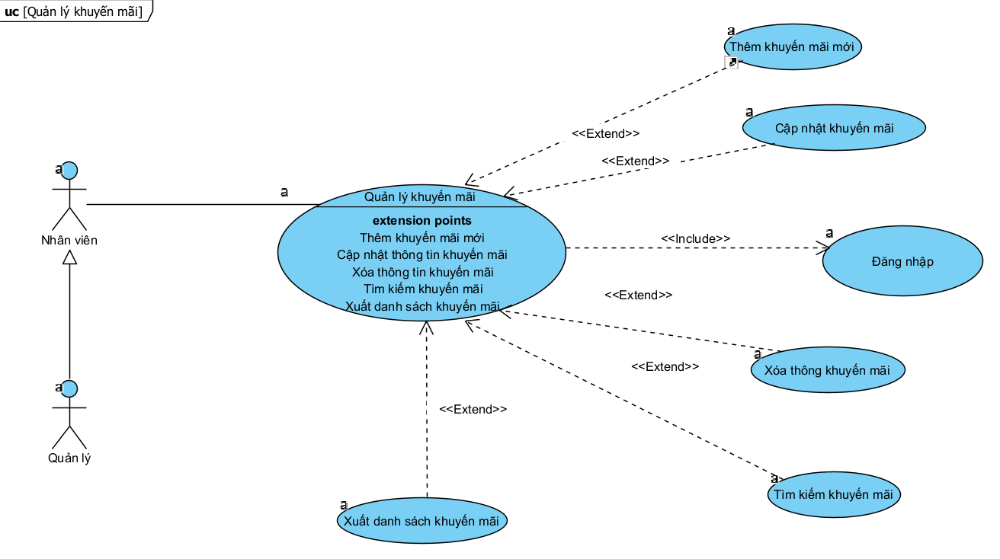 uc [Quản lý khuyến mãi]
a
Thêm khuyến mãi mới
a
Cập nhật khuyến mãi
<<Extend>>
<<Extend>>
a
Nhân viên
a
Quản lý khuyến mãi
extension points
Thêm khuyến mãi mới
Cập nhật thông tin khuyến mãi
Xóa thông tin khuyến mãi
Tìm kiếm khuyến mãi
Xuất danh sách khuyến mãi
<<Include>>
a
Đăng nhập
<<Extend>>
a
Xóa thông khuyến mãi
<<Extend>>
a
Quản lý
<<Extend>>
a
Tìm kiếm khuyến mãi
a
Xuất danh sách khuyến mãi